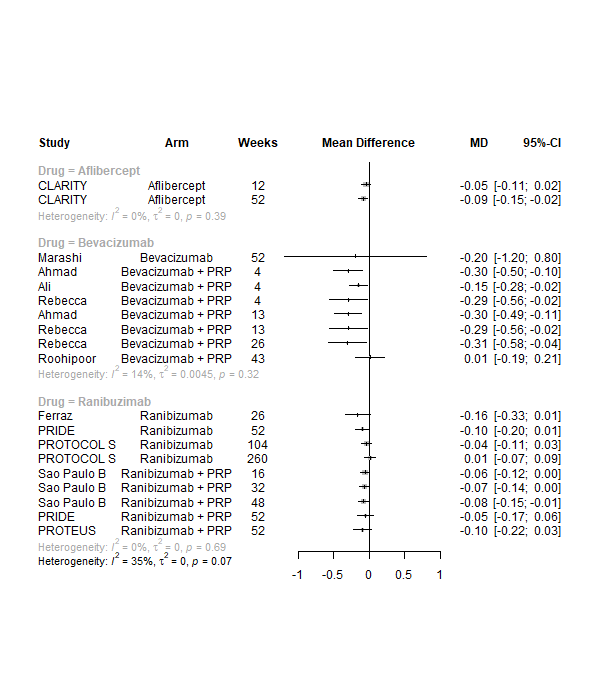 Study Arm Weeks Mean Difference MD 95%-CI
Drug = Aflibercept
CLARITY Aflibercept 12 -0.05 [-0.11; 0.02]
CLARITY Aflibercept 52 -0.09 [-0.15; -0.02]
Heterogeneity: I² = 0%, τ² = 0, p = 0.39
Drug = Bevacizumab
Marashi Bevacizumab 52 -0.20 [-1.20; 0.80]
Ahmad Bevacizumab + PRP 4 -0.30 [-0.50; -0.10]
Ali Bevacizumab + PRP 4 -0.15 [-0.28; -0.02]
Rebecca Bevacizumab + PRP 4 -0.29 [-0.56; -0.02]
Ahmad Bevacizumab + PRP 13 -0.30 [-0.49; -0.11]
Rebecca Bevacizumab + PRP 13 -0.29 [-0.56; -0.02]
Rebecca Bevacizumab + PRP 26 -0.31 [-0.58; -0.04]
Roohipoor Bevacizumab + PRP 43 0.01 [-0.19; 0.21]
Heterogeneity: I² = 14%, τ² = 0.0045, p = 0.32
Drug = Ranibuzimab
Ferraz Ranibizumab 26 -0.16 [-0.33; 0.01]
PRIDE Ranibizumab 52 -0.10 [-0.20; 0.01]
PROTOCOL S Ranibizumab 104 -0.04 [-0.11; 0.03]
PROTOCOL S Ranibizumab 260 0.01 [-0.07; 0.09]
Sao Paulo B Ranibizumab + PRP 16 -0.06 [-0.12; 0.00]
Sao Paulo B Ranibizumab + PRP 32 -0.07 [-0.14; 0.00]
Sao Paulo B Ranibizumab + PRP 48 -0.08 [-0.15; -0.01]
PRIDE Ranibizumab + PRP 52 -0.05 [-0.17; 0.06]
PROTEUS Ranibizumab + PRP 52 -0.10 [-0.22; 0.03]
Heterogeneity: I² = 0%, τ² = 0, p = 0.69
Heterogeneity: I² = 35%, τ² = 0, p = 0.07
-1 -0.5 0 0.5 1